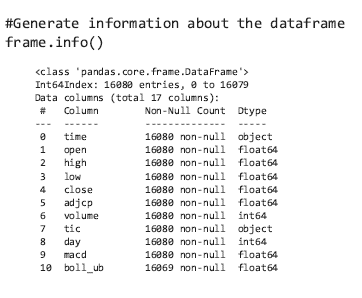 #Generate information about the dataframe
frame.info()
<class 'pandas.core.frame.DataFrame'>
Int64Index: 16080 entries, 0 to 16079
Data columns (total 17 columns):
#   Column   Non-Null Count   Dtype
---   ------   --------------   -----
0   time   16080 non-null   object
1   open   16080 non-null   float64
2   high   16080 non-null   float64
3   low   16080 non-null   float64
4   close   16080 non-null   float64
5   adjcp   16080 non-null   float64
6   volume   16080 non-null   int64
7   tic   16080 non-null   object
8   day   16080 non-null   int64
9   macd   16080 non-null   float64
10   boll_ub   16069 non-null   float64